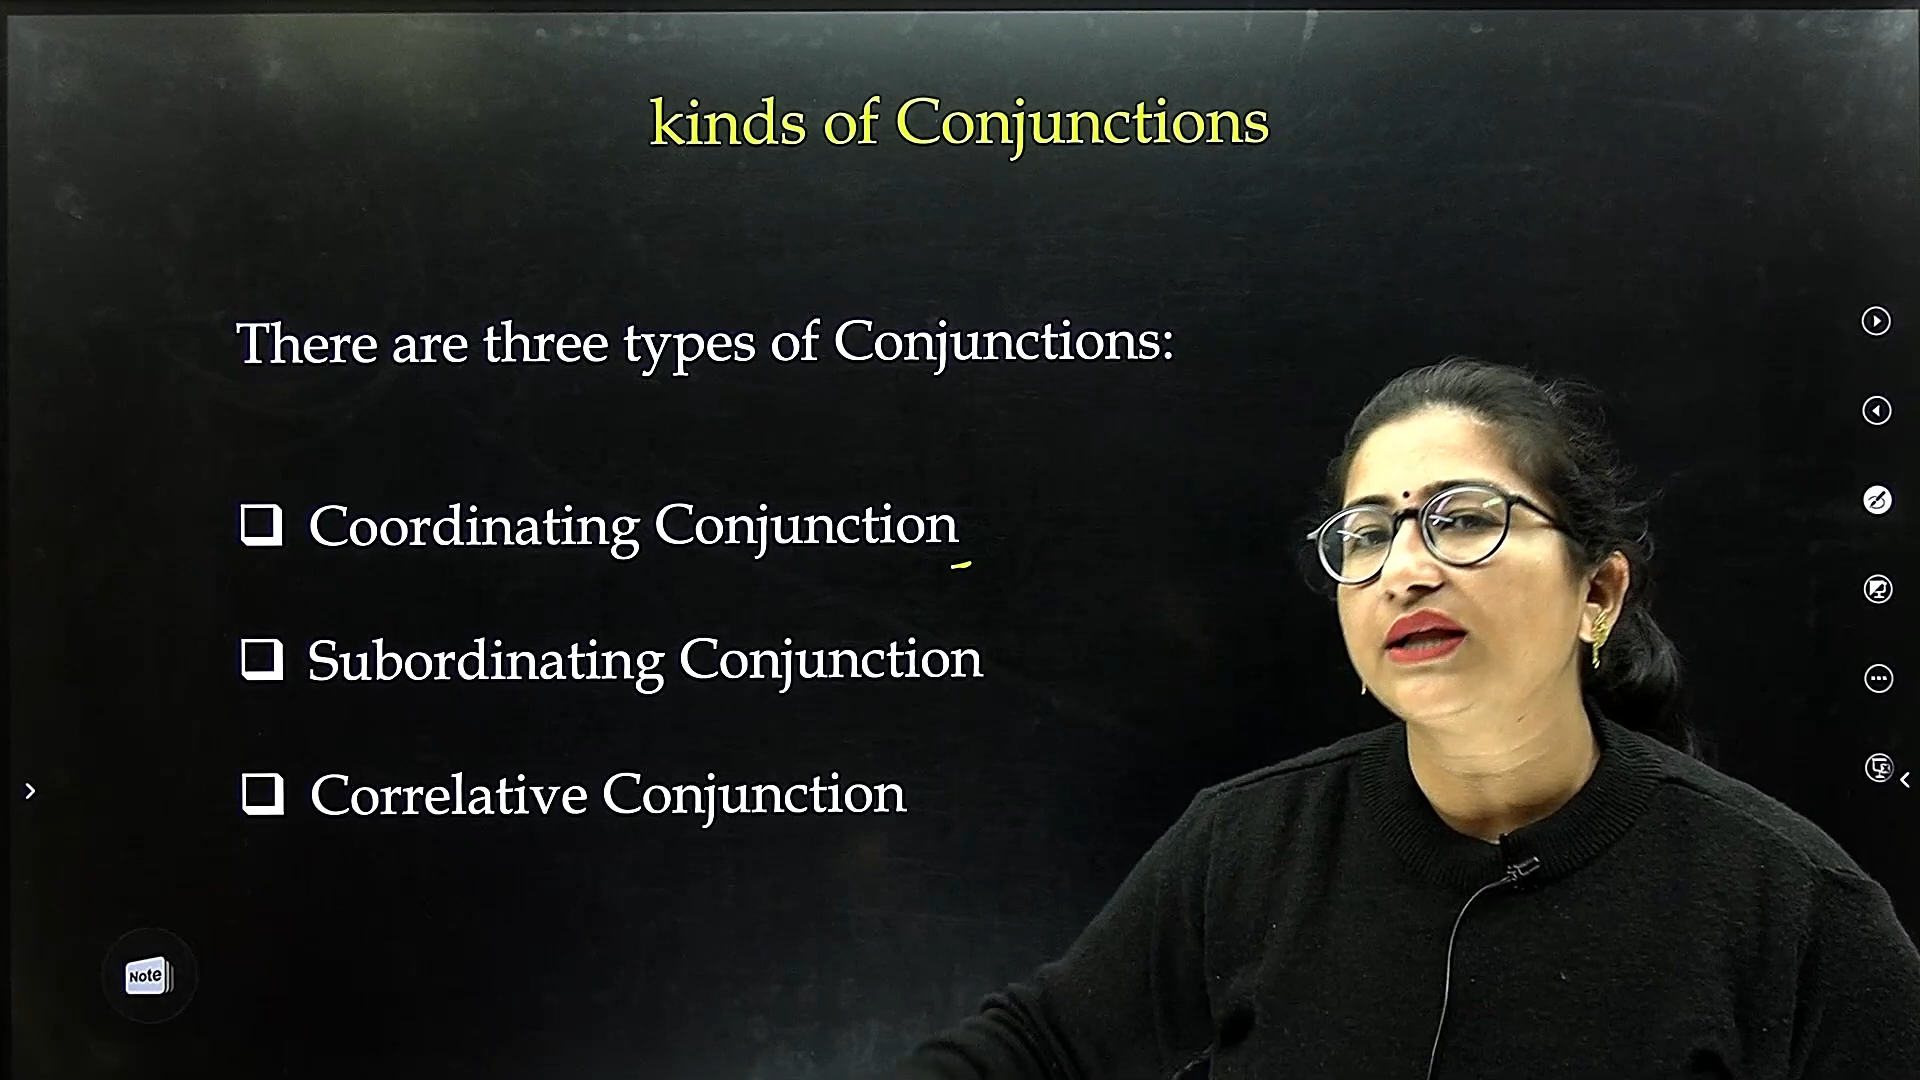 kinds of Conjunctions
There are three types of Conjunctions:
Coordinating Conjunction
Subordinating Conjunction
Correlative Conjunction
Note